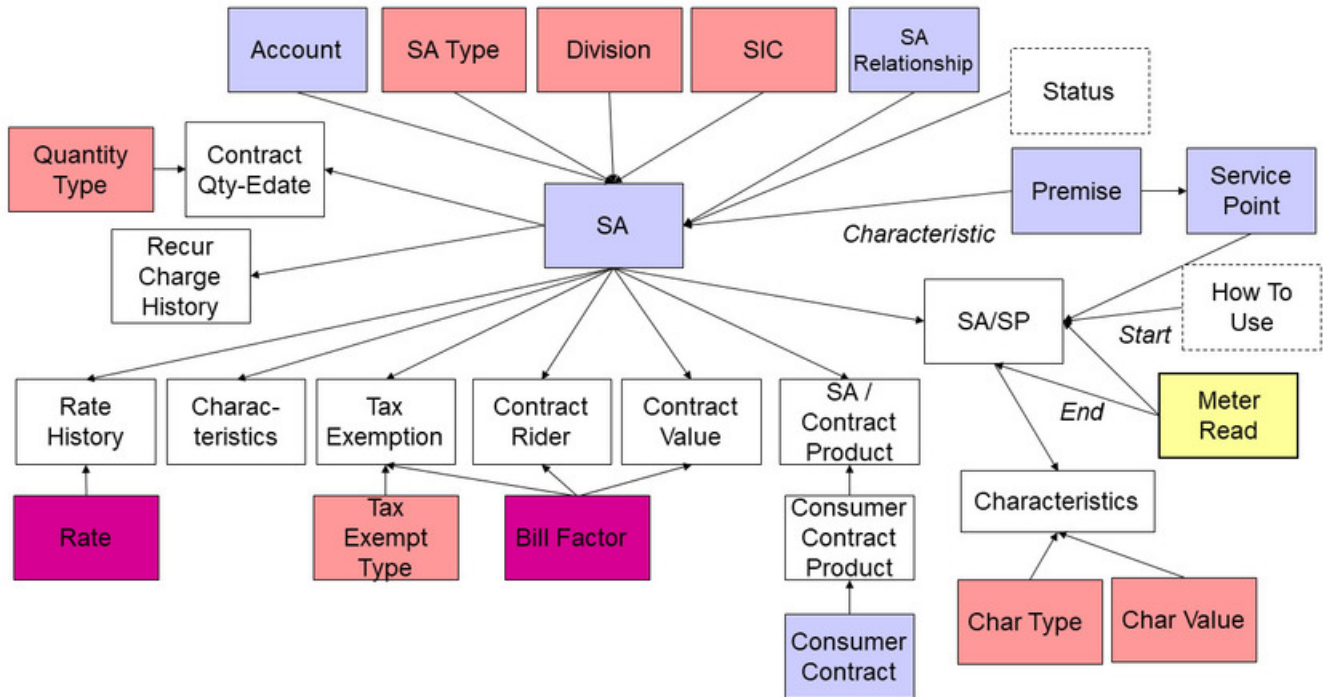 Account
SA Type
Division
SIC
SA
Relationship
Status
Quantity
Type
Contract
Qty-Edate
SA
Premise
Service
Point
Characteristic
Recur
Charge
History
SA/SP
How To
Use
Start
Rate
History
Charac-
teristics
Tax
Exemption
Contract
Rider
Contract
Value
SA /
Contract
Product
End
Meter
Read
Rate
Tax
Exempt
Type
Bill Factor
Consumer
Contract
Product
Characteristics
Consumer
Contract
Char Type
Char Value